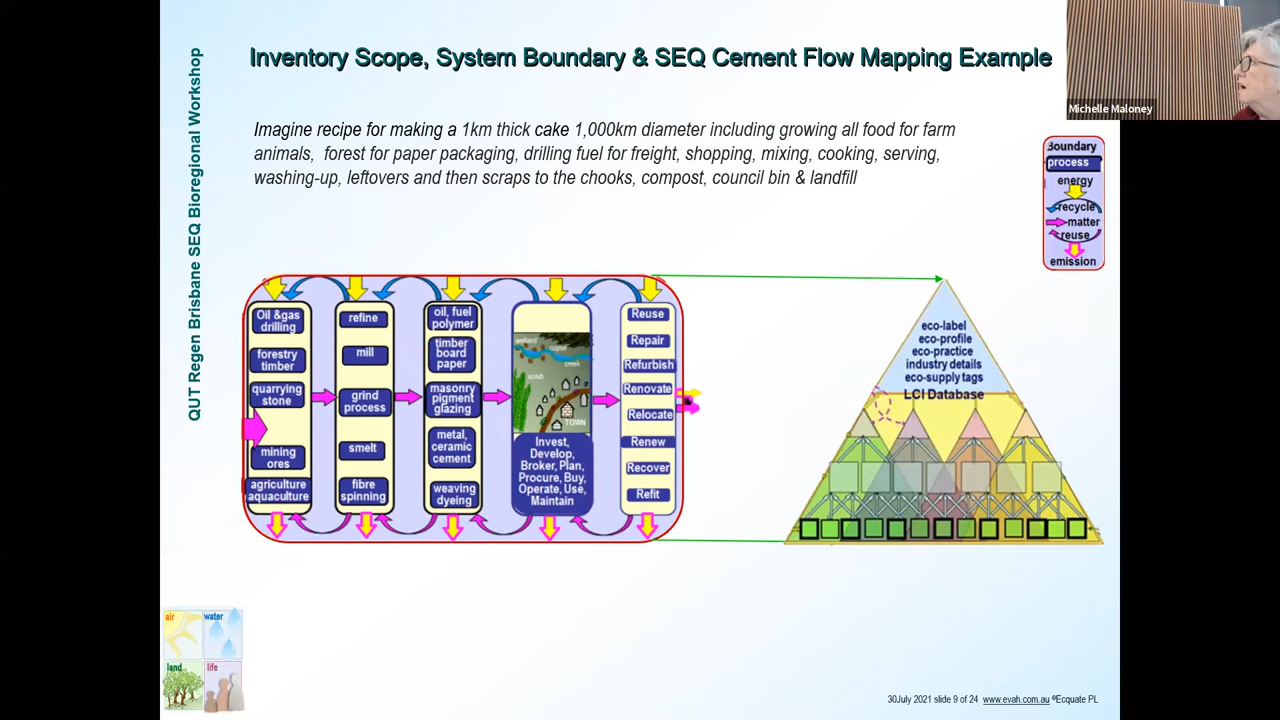 Inventory Scope, System Boundary & SEQ Cement Flow Mapping Example
Michelle Maloney
QUT Regen Brisbane SEQ Bioregional Workshop
Imagine recipe for making a 1km thick cake 1,000km diameter including growing all food for farm
animals, forest for paper packaging, drilling fuel for freight, shopping, mixing, cooking, serving,
washing-up, leftovers and then scraps to the chooks, compost, council bin & landfill
Boundary
process
energy
recycle
matter
reuse
emission
Oil &gas
drilling
forestry
timber
quarrying
stone
mining
ores
agriculture
aquaculture
refine
mill
grind
process
smelt
fibre
spinning
oil, fuel
polymer
timber
board
paper
masonry
pigment
glazing
metal,
ceramic
cement
weaving
dyeing
wetland
copse
creek
scrub
TOWN
Invest,
Develop,
Broker, Plan,
Procure, Buy,
Operate, Use,
Maintain
Reuse
Repair
Refurbish
Renovate
Relocate
Renew
Recover
Refit
eco-label
eco-profile
eco-practice
industry details
eco-supply tags
LCI Database
air
water
land
life
30July 2021 slide 9 of 24 www.evah.com.au ©Ecquate PL